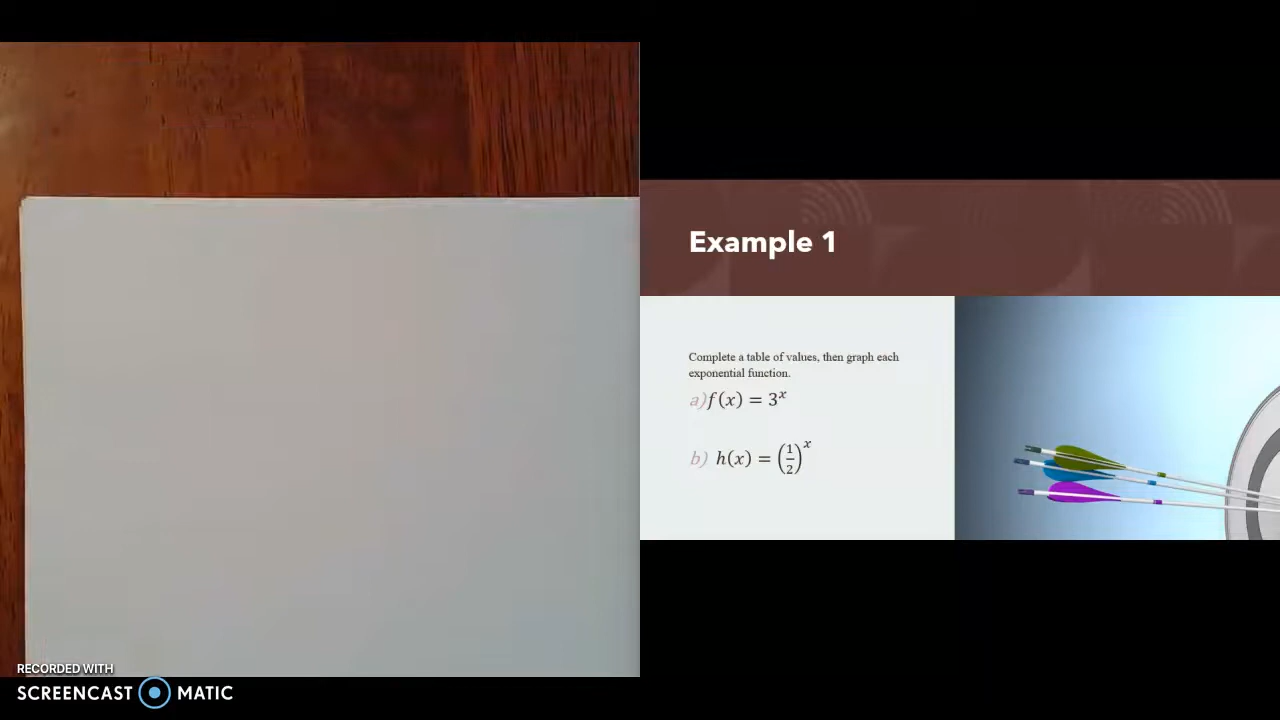 Example 1
Complete a table of values, then graph each
exponential function.
a) f(x) = 3^x
b) h(x) = (1/2)^x
RECORDED WITH
SCREENCAST MATIC